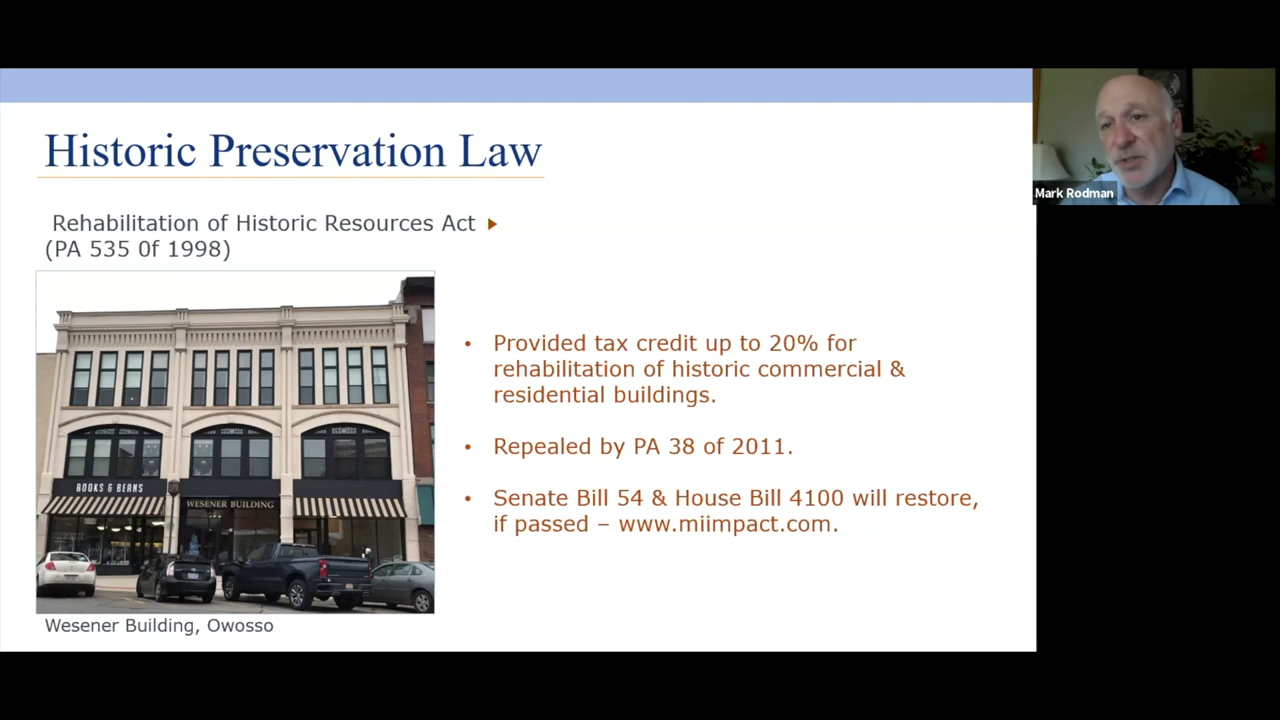 Historic Preservation Law
Rehabilitation of Historic Resources Act
(PA 535 0f 1998)
BOOKS & BEANS
WESENER BUILDING
Wesener Building, Owosso
• Provided tax credit up to 20% for
rehabilitation of historic commercial &
residential buildings.
• Repealed by PA 38 of 2011.
• Senate Bill 54 & House Bill 4100 will restore,
if passed – www.miimpact.com.
Mark Rodman